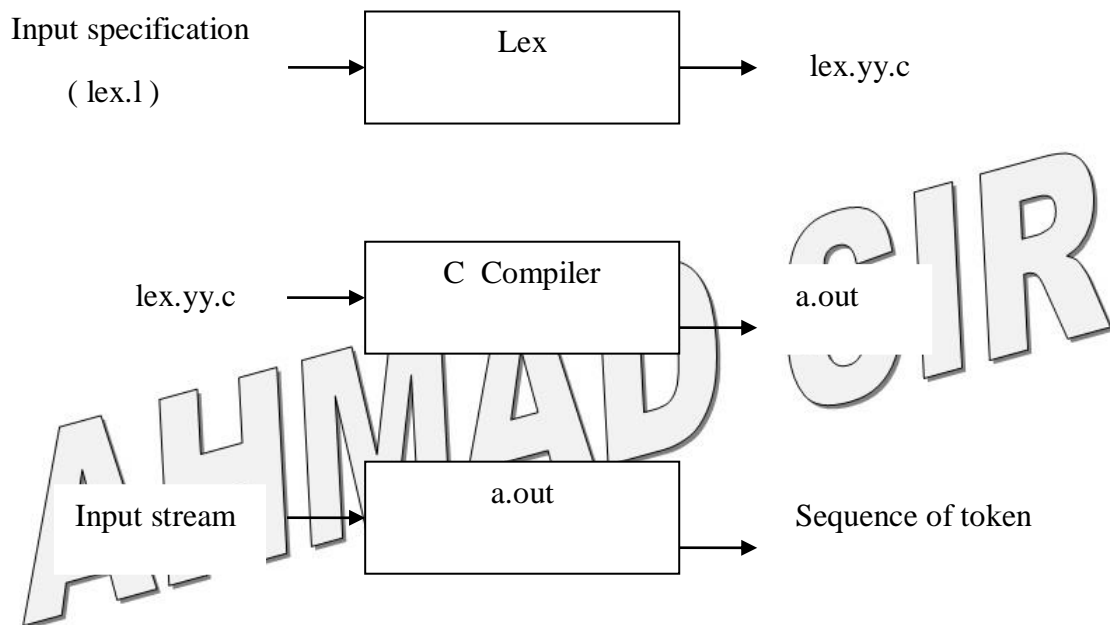 Input specification
( lex.l )
Lex
lex.yy.c
lex.yy.c
C Compiler
a.out
Input stream
a.out
Sequence of token
AHMAD SIR